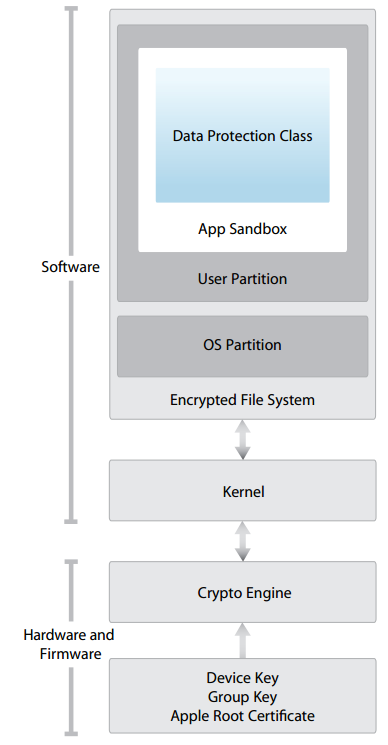 Data Protection Class
App Sandbox
User Partition
Software
OS Partition
Encrypted File System
Kernel
Crypto Engine
Hardware and
Firmware
Device Key
Group Key
Apple Root Certificate